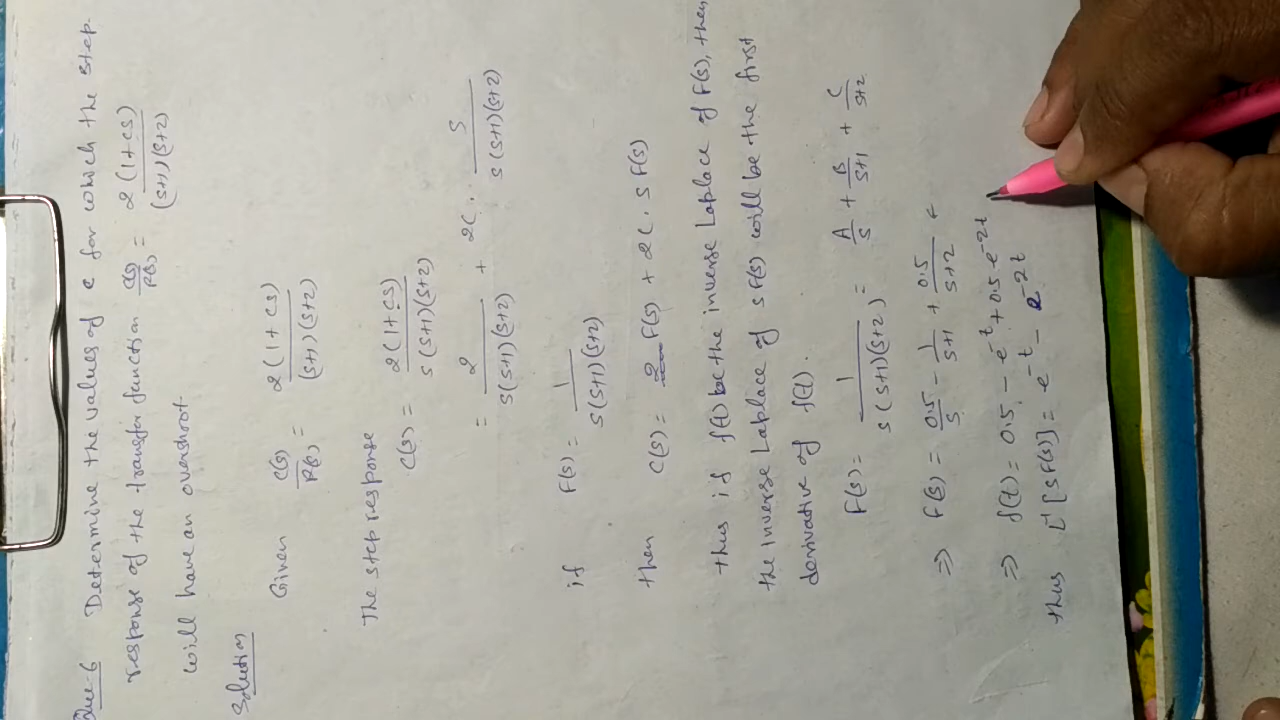 Que-6 Determine the values of c for which the step
response of the transfer function C(s)/R(s) = 2(1+cs)/(s+1)(s+2)
will have an overshoot.
Solution
Given C(s)/R(s) = 2(1+cs)/(s+1)(s+2)
The step response
C(s) = 2(1+cs)/s(s+1)(s+2)
= 2/s(s+1)(s+2) + 2c. s/s(s+1)(s+2)
if F(s) = 1/s(s+1)(s+2)
then C(s) = 2 F(s) + 2c. s F(s)
thus if f(t) be the inverse Laplace of F(s), then
the inverse Laplace of s F(s) will be the first
derivative of f(t).
F(s) = 1/s(s+1)(s+2) = A/s + B/s+1 + C/s+2
⇒ F(s) = 0.5/s - 1/s+1 + 0.5/s+2
⇒ f(t) = 0.5 - e^-t + 0.5 e^-2t
thus L^-1[sF(s)] = e^-t - e^-2t